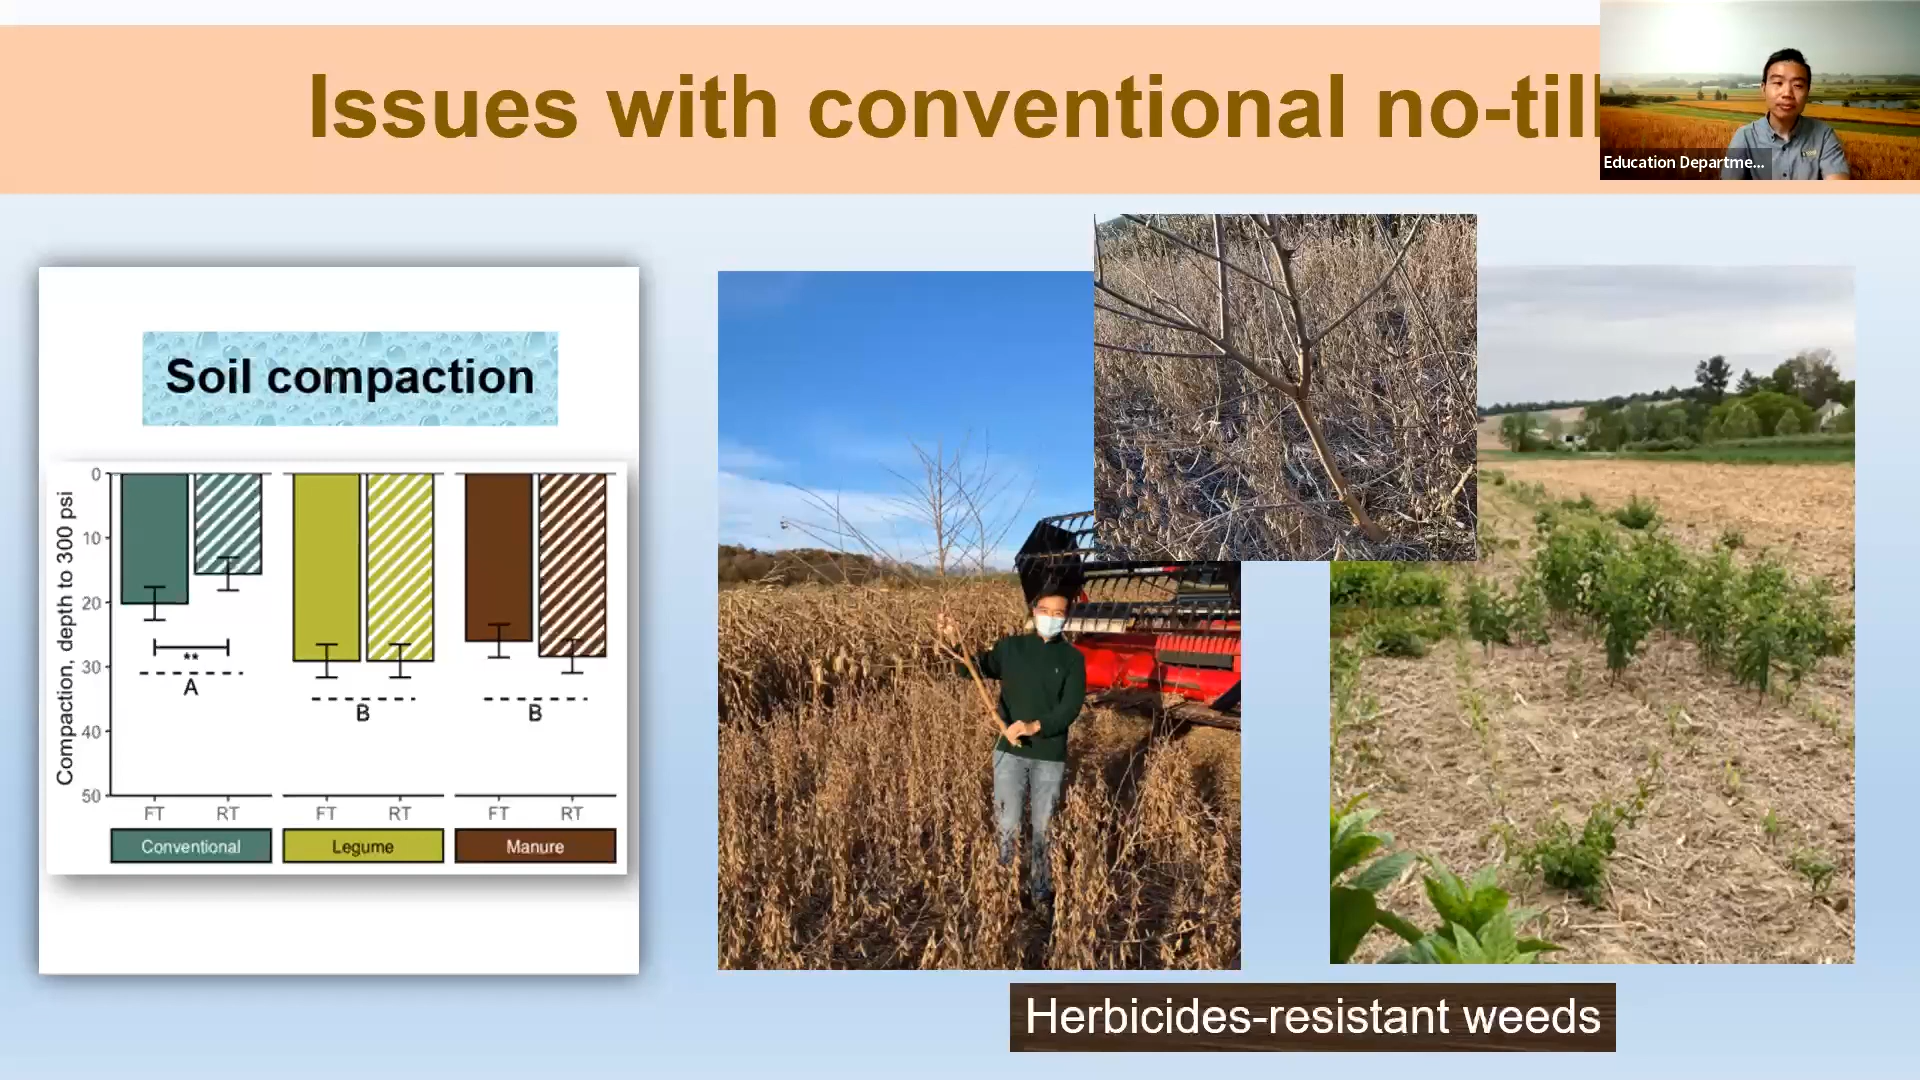 Issues with conventional no-till
Education Departme...
Soil compaction
Compaction, depth to 300 psi
0
10
20
30
40
50
**
A
B
B
FT
RT
FT
RT
FT
RT
Conventional
Legume
Manure
Herbicides-resistant weeds